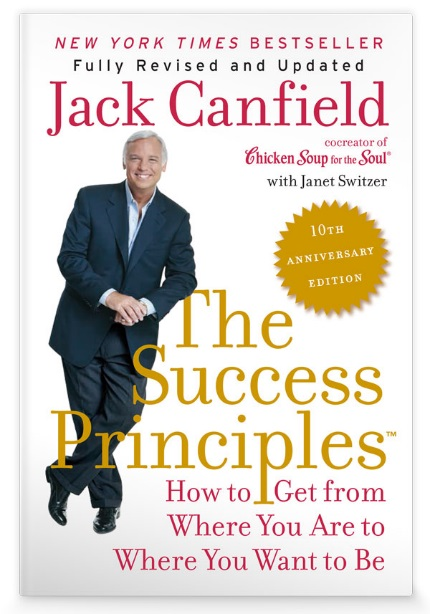 NEW YORK TIMES BESTSELLER
Fully Revised and Updated
Jack Canfield
cocreator of
Chicken Soup for the Soul®
with Janet Switzer
10TH
ANNIVERSARY
EDITION
The
Success
Principles™
How to Get from
Where You Are to
Where You Want to Be